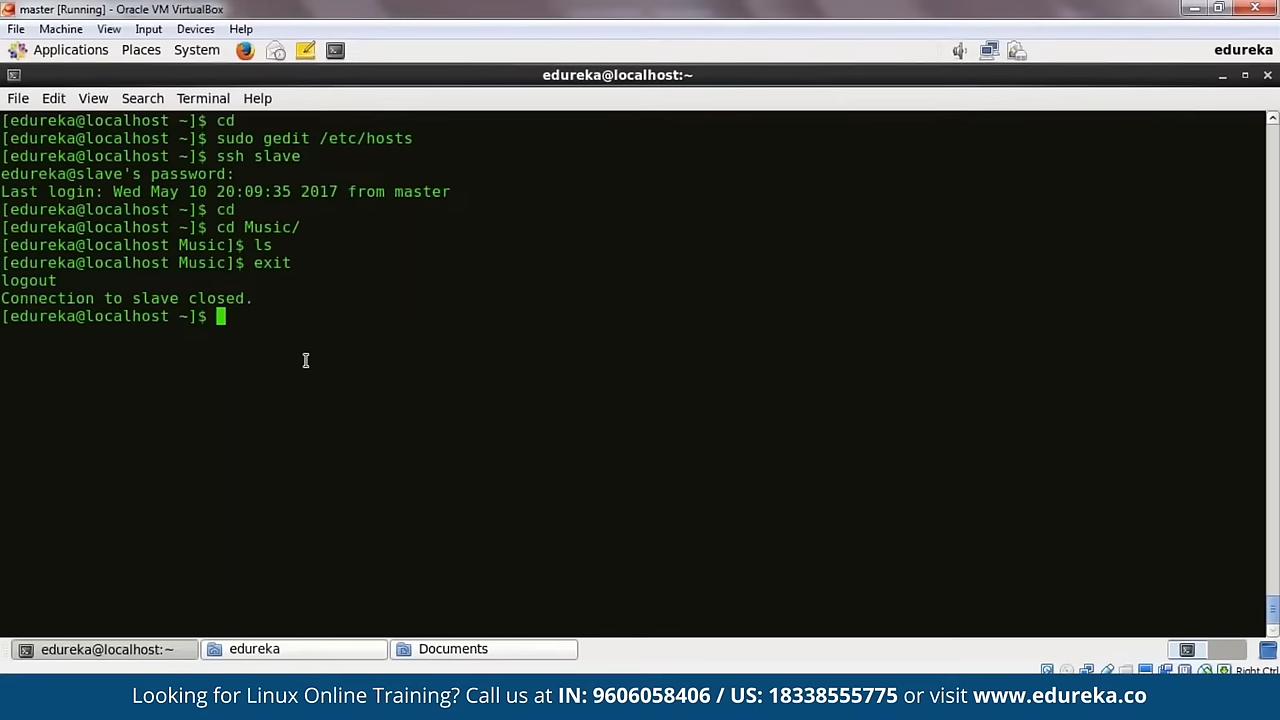 master [Running] - Oracle VM VirtualBox
File Machine View Input Devices Help
Applications Places System edureka
edureka@localhost:~
File Edit View Search Terminal Help
[edureka@localhost ~]$ cd
[edureka@localhost ~]$ sudo gedit /etc/hosts
[edureka@localhost ~]$ ssh slave
edureka@slave's password:
Last login: Wed May 10 20:09:35 2017 from master
[edureka@localhost ~]$ cd
[edureka@localhost ~]$ cd Music/
[edureka@localhost Music]$ ls
[edureka@localhost Music]$ exit
logout
Connection to slave closed.
[edureka@localhost ~]$
edureka@localhost:~ edureka Documents
Right Ctrl
Looking for Linux Online Training? Call us at IN: 9606058406 / US: 18338555775 or visit www.edureka.co